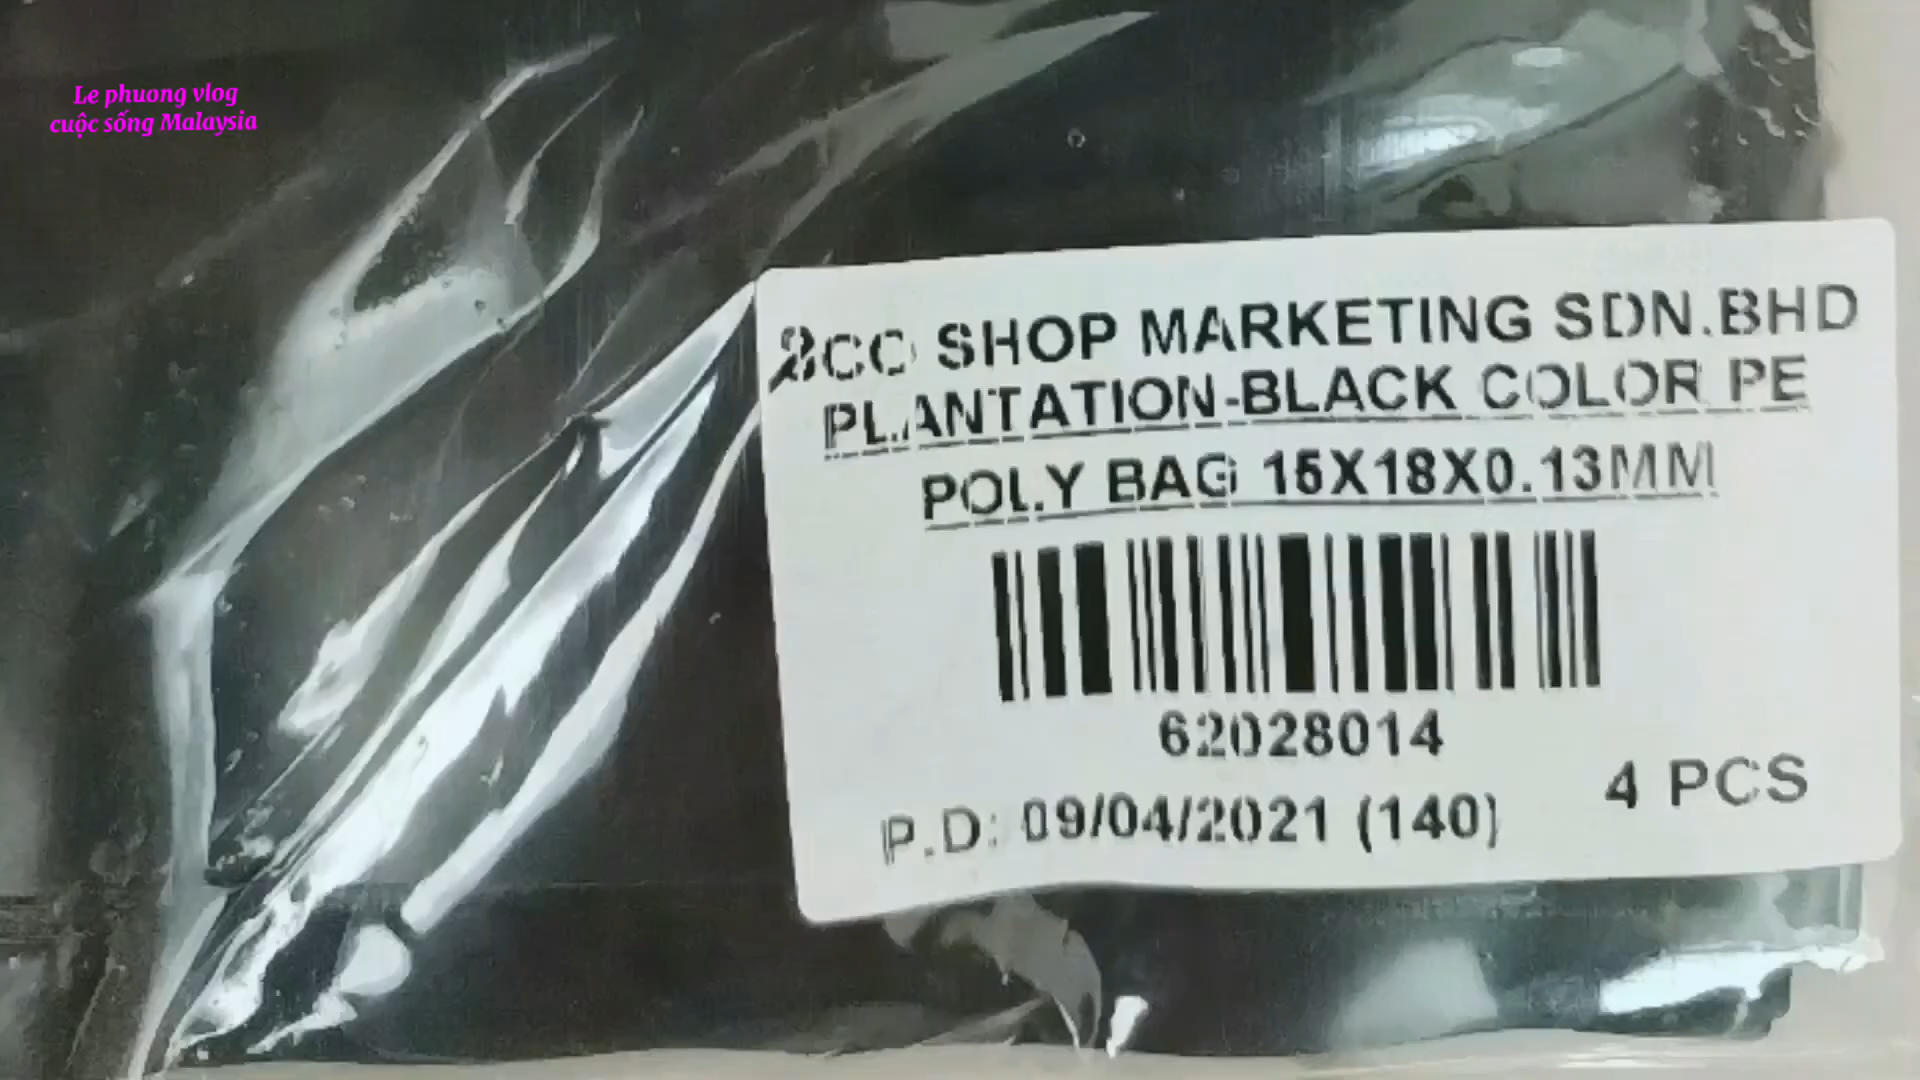 Le phuong vlog
cuộc sống Malaysia
SHOP MARKETING SDN.BHD
PLANTATION-BLACK COLOR PE
POLY BAG 15X18X0.13MM
62028014
4 PCS
P.D: 09/04/2021 (140)